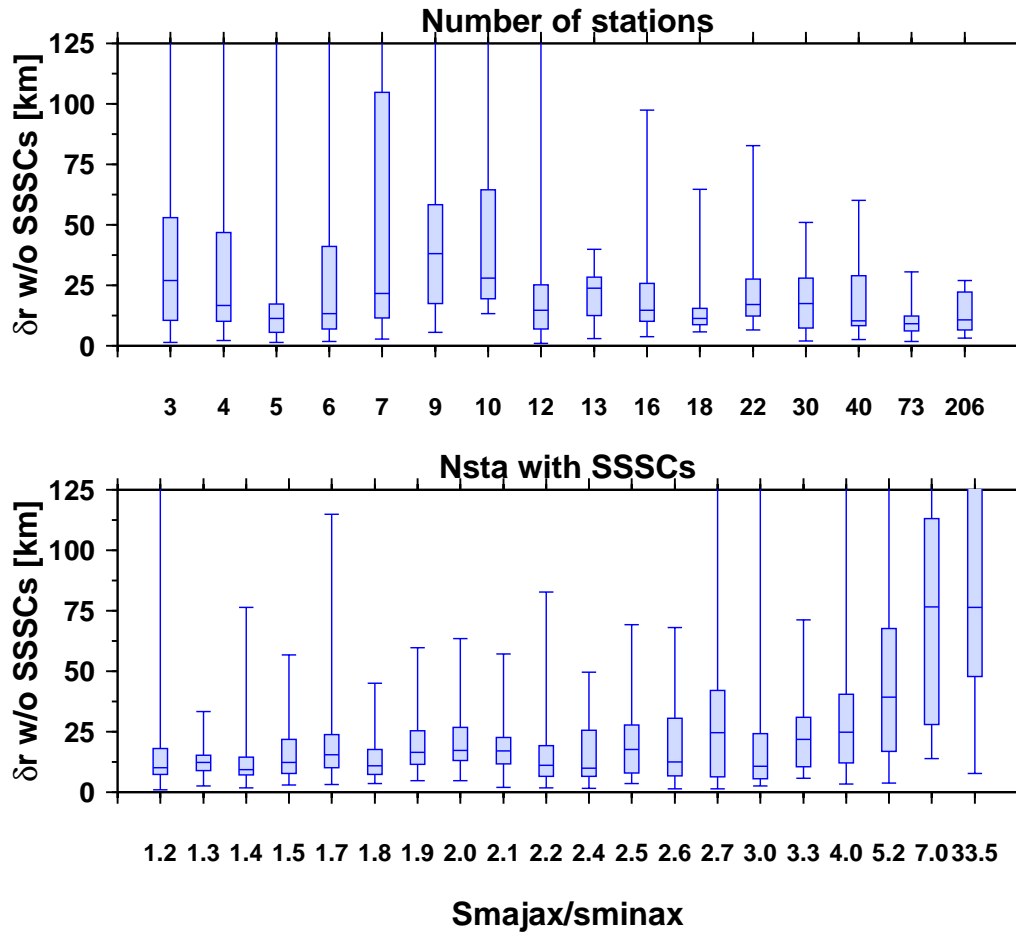 Number of stations
δr w/o SSSCs [km]
125
100
75
50
25
0
3 4 5 6 7 9 10 12 13 16 18 22 30 40 73 206
Nsta with SSSCs
δr w/o SSSCs [km]
125
100
75
50
25
0
1.2 1.3 1.4 1.5 1.7 1.8 1.9 2.0 2.1 2.2 2.4 2.5 2.6 2.7 3.0 3.3 4.0 5.2 7.0 33.5
Smajax/sminax